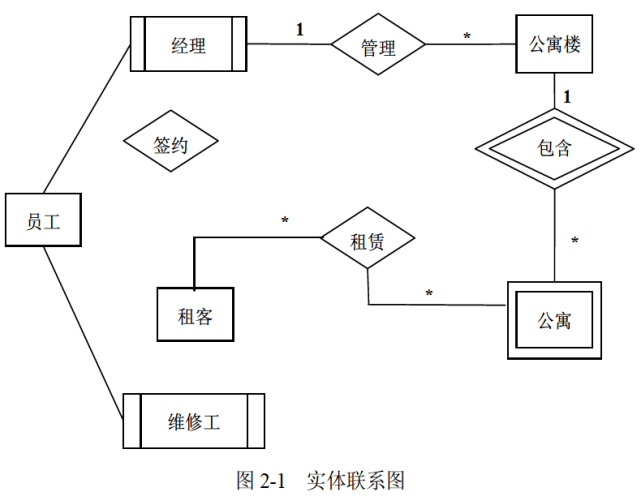 经理
1
管理
*
公寓楼
1
签约
包含
员工
*
租赁
*
*
租客
公寓
维修工
图 2-1 实体联系图